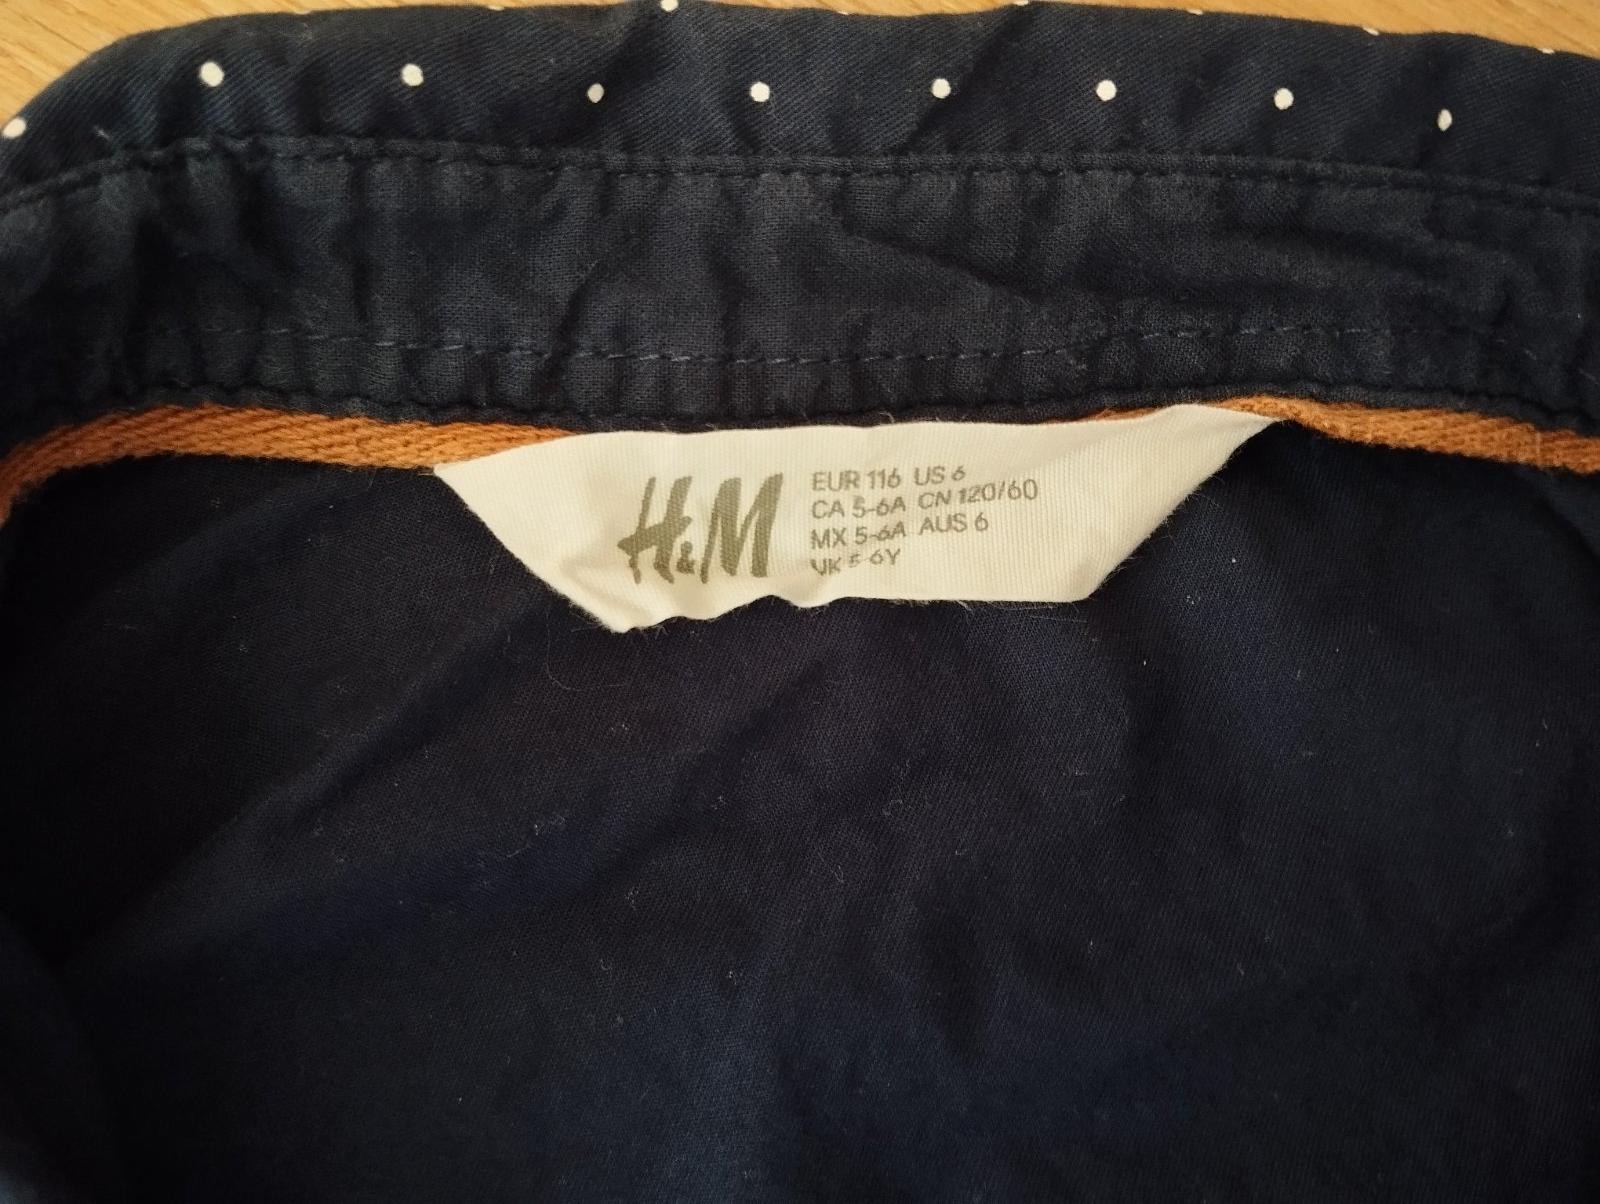 H&M
EUR 116 US 6
CA 5-6A CN 120/60
MX 5-6A AUS 6
UK 5-6Y